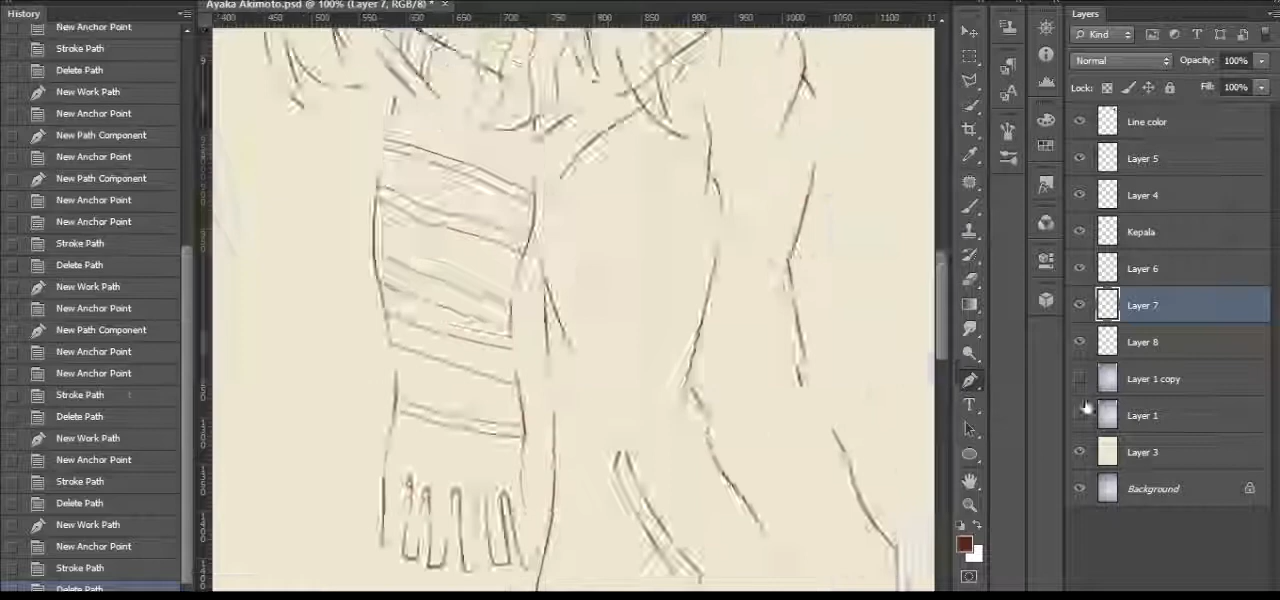 Ayaka Akimoto.psd @ 100% (Layer 7, RGB/8) *
History
New Anchor Point
Stroke Path
Delete Path
New Work Path
New Anchor Point
New Path Component
New Anchor Point
New Path Component
New Anchor Point
New Anchor Point
Stroke Path
Delete Path
New Work Path
New Anchor Point
New Path Component
New Anchor Point
New Anchor Point
Stroke Path
Delete Path
New Work Path
New Anchor Point
Stroke Path
Delete Path
New Work Path
New Anchor Point
Stroke Path
Delete Path
400 450 500 550 600 650 700 750 800 850 900 950 1000 1050 1100
Layers
Kind
Normal Opacity: 100%
Lock: Fill: 100%
Line color
Layer 5
Layer 4
Kepala
Layer 6
Layer 7
Layer 8
Layer 1 copy
Layer 1
Layer 3
Background